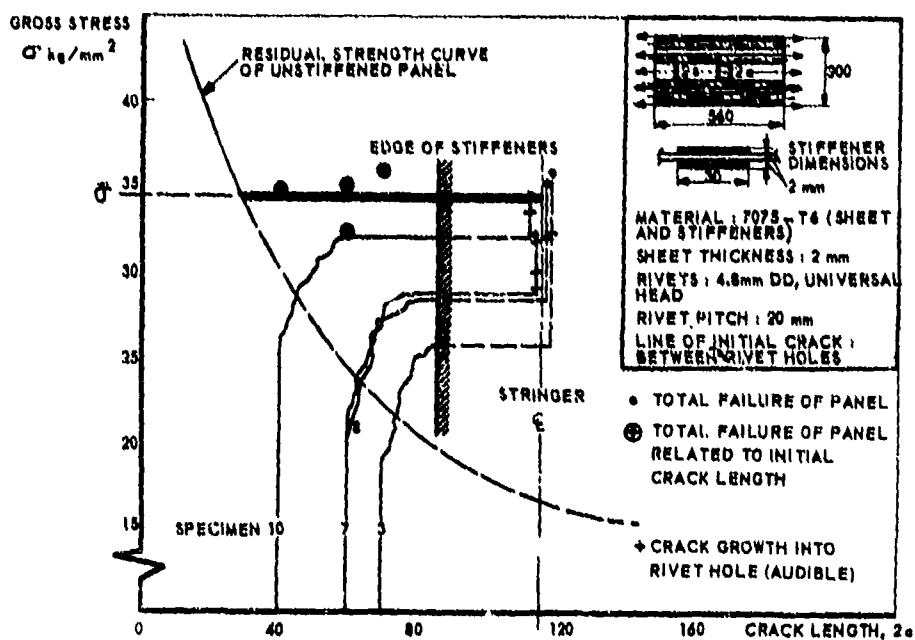 GROSS STRESS
σ kg/mm²
RESIDUAL STRENGTH CURVE
OF UNSTIFFENED PANEL
40
EDGE OF STIFFENERS
35
σ̄
30
25
20
15
STRINGER
℄
SPECIMEN 10
7
0
40
80
120
160
CRACK LENGTH, 2a
300
2a
540
STIFFENER
DIMENSIONS
30
2 mm
MATERIAL : 7075 - T6 (SHEET
AND STIFFENERS)
SHEET THICKNESS : 2 mm
RIVETS : 4.8mm DD, UNIVERSAL
HEAD
RIVET PITCH : 20 mm
LINE OF INITIAL CRACK :
BETWEEN RIVET HOLES
• TOTAL FAILURE OF PANEL
⊕ TOTAL FAILURE OF PANEL
RELATED TO INITIAL
CRACK LENGTH
+ CRACK GROWTH INTO
RIVET HOLE (AUDIBLE)